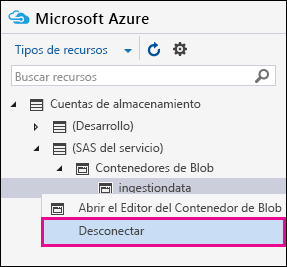 Microsoft Azure
Tipos de recursos
Buscar recursos
Cuentas de almacenamiento
(Desarrollo)
(SAS del servicio)
Contenedores de Blob
ingestiondata
Abrir el Editor del Contenedor de Blob
Desconectar